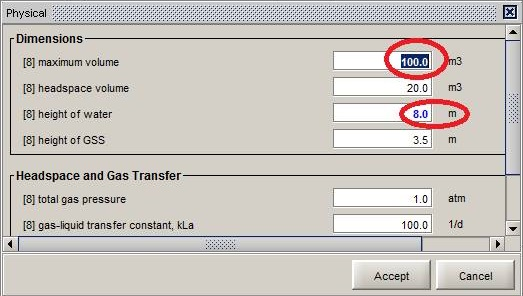 Physical
Dimensions
[8] maximum volume 100.0 m3
[8] headspace volume 20.0 m3
[8] height of water 8.0 m
[8] height of GSS 3.5 m
Headspace and Gas Transfer
[8] total gas pressure 1.0 atm
[8] gas-liquid transfer constant, kLa 100.0 1/d
Accept Cancel